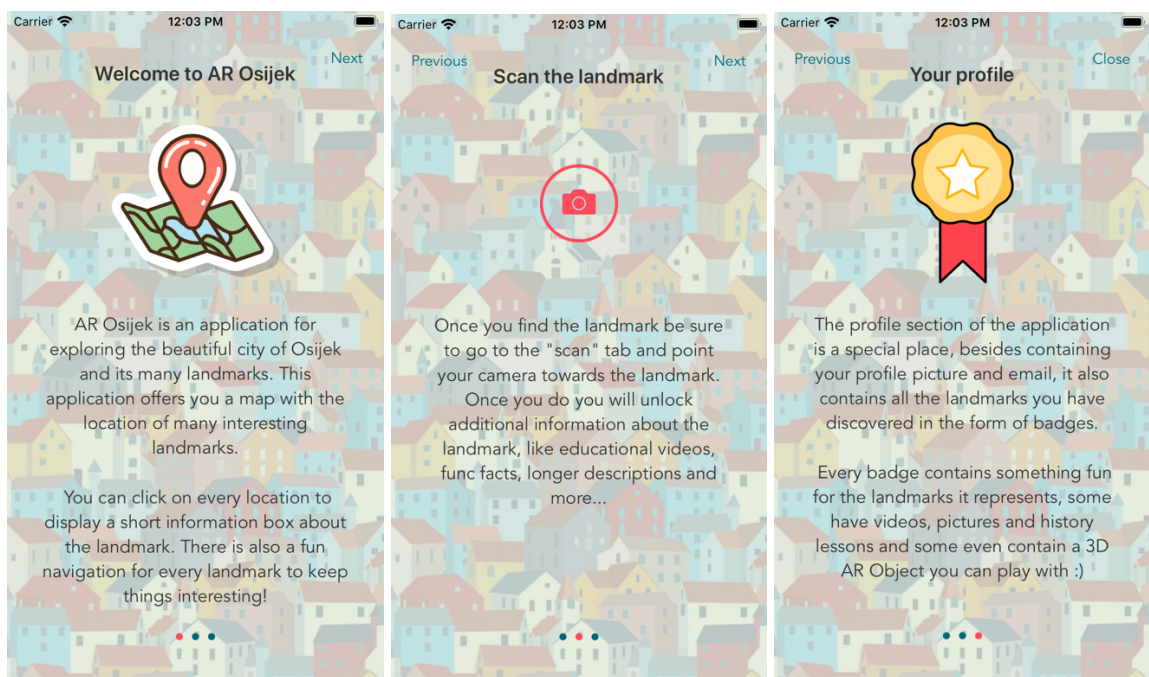 Carrier 12:03 PM
Next
Welcome to AR Osijek
AR Osijek is an application for
exploring the beautiful city of Osijek
and its many landmarks. This
application offers you a map with the
location of many interesting
landmarks.
You can click on every location to
display a short information box about
the landmark. There is also a fun
navigation for every landmark to keep
things interesting!
Carrier 12:03 PM
Previous Next
Scan the landmark
Once you find the landmark be sure
to go to the "scan" tab and point
your camera towards the landmark.
Once you do you will unlock
additional information about the
landmark, like educational videos,
func facts, longer descriptions and
more...
Carrier 12:03 PM
Previous Close
Your profile
The profile section of the application
is a special place, besides containing
your profile picture and email, it also
contains all the landmarks you have
discovered in the form of badges.
Every badge contains something fun
for the landmarks it represents, some
have videos, pictures and history
lessons and some even contain a 3D
AR Object you can play with :)